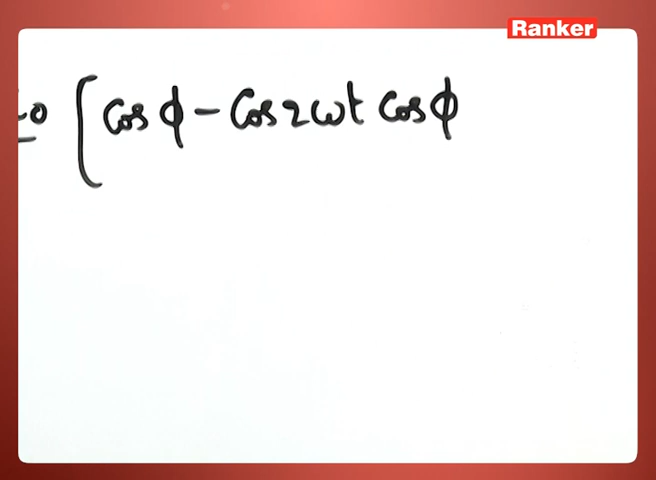 Ranker
[cos ϕ - cos 2ωt cos ϕ